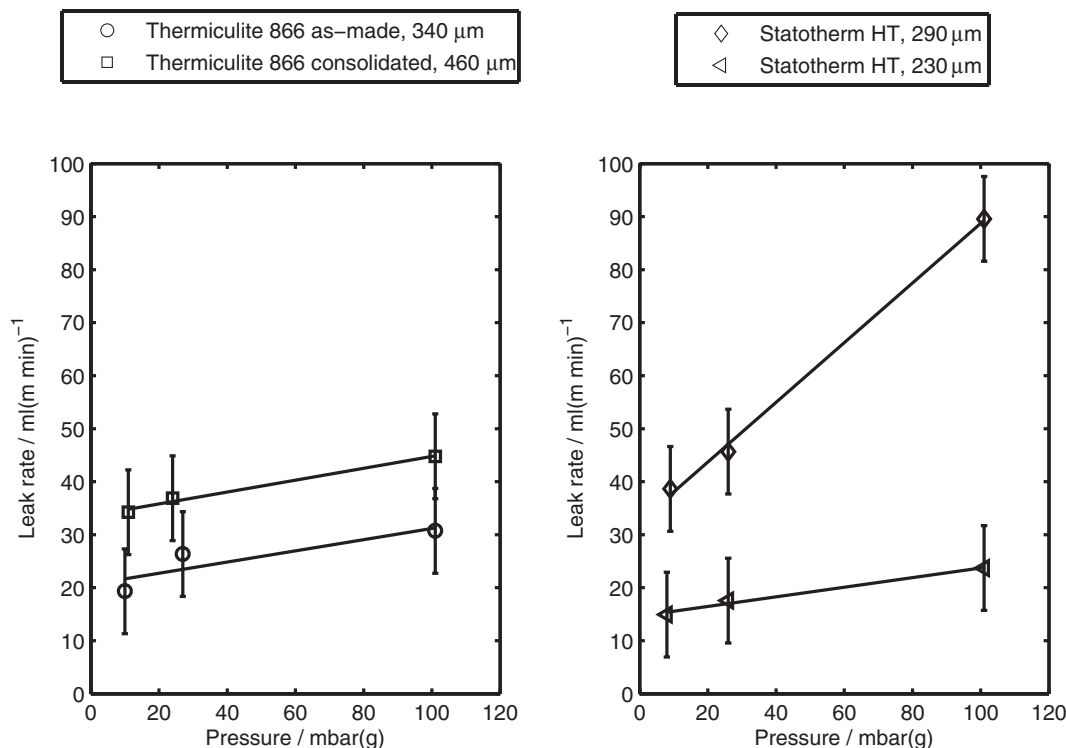 Thermiculite 866 as−made, 340 μm
Thermiculite 866 consolidated, 460 μm
Statotherm HT, 290 μm
Statotherm HT, 230 μm
100
90
80
70
60
50
40
30
20
10
0
Leak rate / ml(m min)−1
0 20 40 60 80 100 120
Pressure / mbar(g)
100
90
80
70
60
50
40
30
20
10
0
Leak rate / ml(m min)−1
0 20 40 60 80 100 120
Pressure / mbar(g)